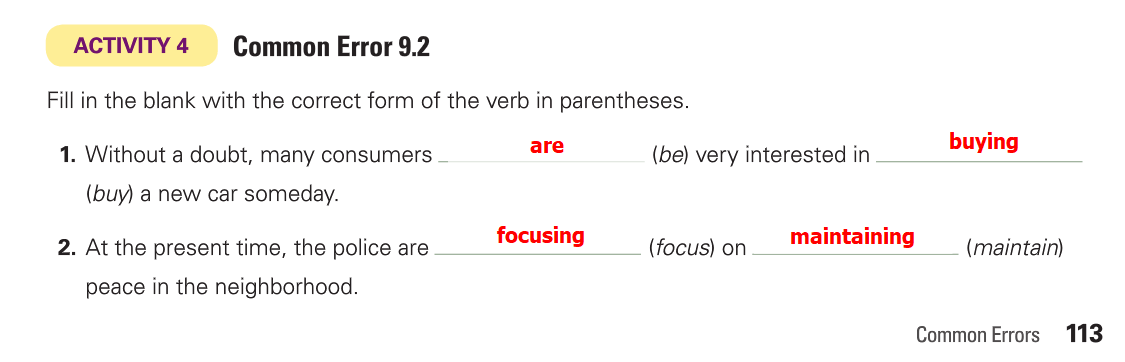 ACTIVITY 4 Common Error 9.2
Fill in the blank with the correct form of the verb in parentheses.
1. Without a doubt, many consumers are (be) very interested in buying
(buy) a new car someday.
2. At the present time, the police are focusing (focus) on maintaining (maintain)
peace in the neighborhood.
Common Errors 113